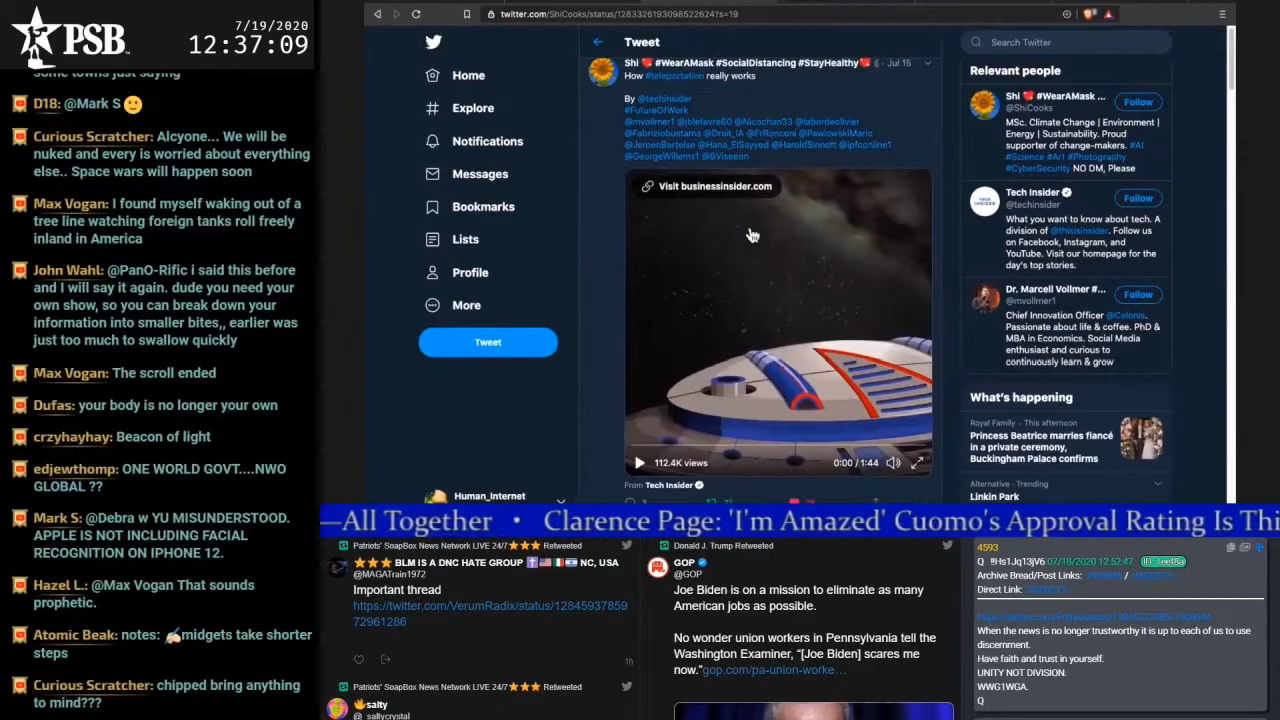 PSB
7/19/2020
12:37:09
some towns just saying
D18: @Mark S
Curious Scratcher: Alcyone... We will be
nuked and every is worried about everything
else.. Space wars will happen soon
Max Vogan: I found myself waking out of a
tree line watching foreign tanks roll freely
inland in America
John Wahl: @PanO-Rific i said this before
and I will say it again. dude you need your
own show, so you can break down your
information into smaller bites,, earlier was
just too much to swallow quickly
Max Vogan: The scroll ended
Dufas: your body is no longer your own
crzyhayhay: Beacon of light
edjewthomp: ONE WORLD GOVT....NWO
GLOBAL ??
Mark S: @Debra w YU MISUNDERSTOOD.
APPLE IS NOT INCLUDING FACIAL
RECOGNITION ON IPHONE 12.
Hazel L.: @Max Vogan That sounds
prophetic.
Atomic Beak: notes: ✍midgets take shorter
steps
Curious Scratcher: chipped bring anything
to mind???
twitter.com/ShiCooks/status/1283326193098522624?s=19
Home
Explore
Notifications
Messages
Bookmarks
Lists
Profile
More
Tweet
Human_Internet
Tweet
Shi 💘 #WearAMask #SocialDistancing #StayHealthy💘 · Jul 15
How #teleportation really works
By @techinsider
#FutureOfWork
@mvollmer1 @jblefevre60 @Nicochan33 @labordeolivier
@Fabriziobustama @Droit_IA @FrRonconi @PawlowskiMario
@JeroenBartelse @Hana_ElSayyed @HaroldSinnott @ipfconline1
@GeorgeWillems1 @BViseeon
Visit businessinsider.com
112.4K views
0:00 / 1:44
From Tech Insider
Search Twitter
Relevant people
Shi 💘 #WearAMask ...
@ShiCooks
Follow
MSc. Climate Change | Environment |
Energy | Sustainability. Proud
supporter of change-makers. #AI
#Science #Art #Photography
#CyberSecurity NO DM, Please
Tech Insider
@techinsider
Follow
What you want to know about tech. A
division of @thisisinsider. Follow us
on Facebook, Instagram, and
YouTube. Visit our homepage for the
day's top stories.
Dr. Marcell Vollmer #...
@mvollmer1
Follow
Chief Innovation Officer @Celonis.
Passionate about life & coffee. PhD &
MBA in Economics. Social Media
enthusiast and curious to
continuously learn & grow
What's happening
Royal Family · This afternoon
Princess Beatrice marries fiancé
in a private ceremony,
Buckingham Palace confirms
Alternative · Trending
Linkin Park
—All Together • Clarence Page: 'I'm Amazed' Cuomo's Approval Rating Is Thi
Patriots' SoapBox News Network LIVE 24/7⭐⭐⭐ Retweeted
⭐⭐⭐ BLM IS A DNC HATE GROUP NC, USA
@MAGATrain1972
Important thread
https://twitter.com/VerumRadix/status/12845937859
72961286
1h
Patriots' SoapBox News Network LIVE 24/7⭐⭐⭐ Retweeted
salty
@_saltycrystal
Donald J. Trump Retweeted
GOP
@GOP
Joe Biden is on a mission to eliminate as many
American jobs as possible.
No wonder union workers in Pennsylvania tell the
Washington Examiner, “[Joe Biden] scares me
now.”gop.com/pa-union-worke…
4593
Q !!Hs1Jq13jV6 07/18/2020 12:52:47
Archive Bread/Post Links:
Direct Link:
When the news is no longer trustworthy it is up to each of us to use
discernment.
Have faith and trust in yourself.
UNITY NOT DIVISION.
WWG1WGA.
Q